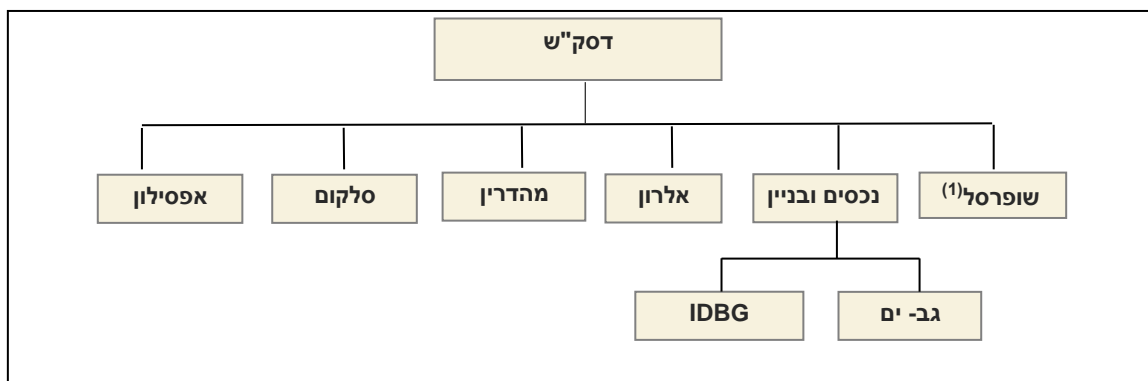 דסק"ש
שופרסל(1)
נכסים ובניין
אלרון
מהדרין
סלקום
אפסילון
גב- ים
IDBG